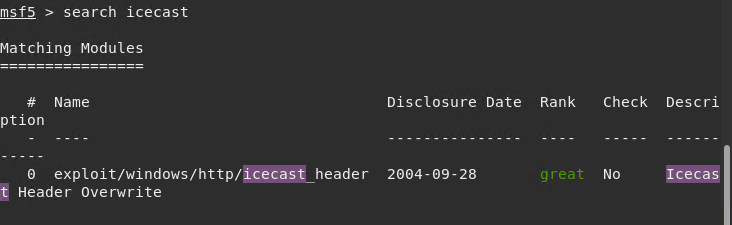 msf5 > search icecast
Matching Modules
================
   #  Name                                 Disclosure Date  Rank   Check  Descri
ption
   -  ----                                 ---------------  ----   -----  ------
-----
   0  exploit/windows/http/icecast_header  2004-09-28       great  No     Icecas
t Header Overwrite